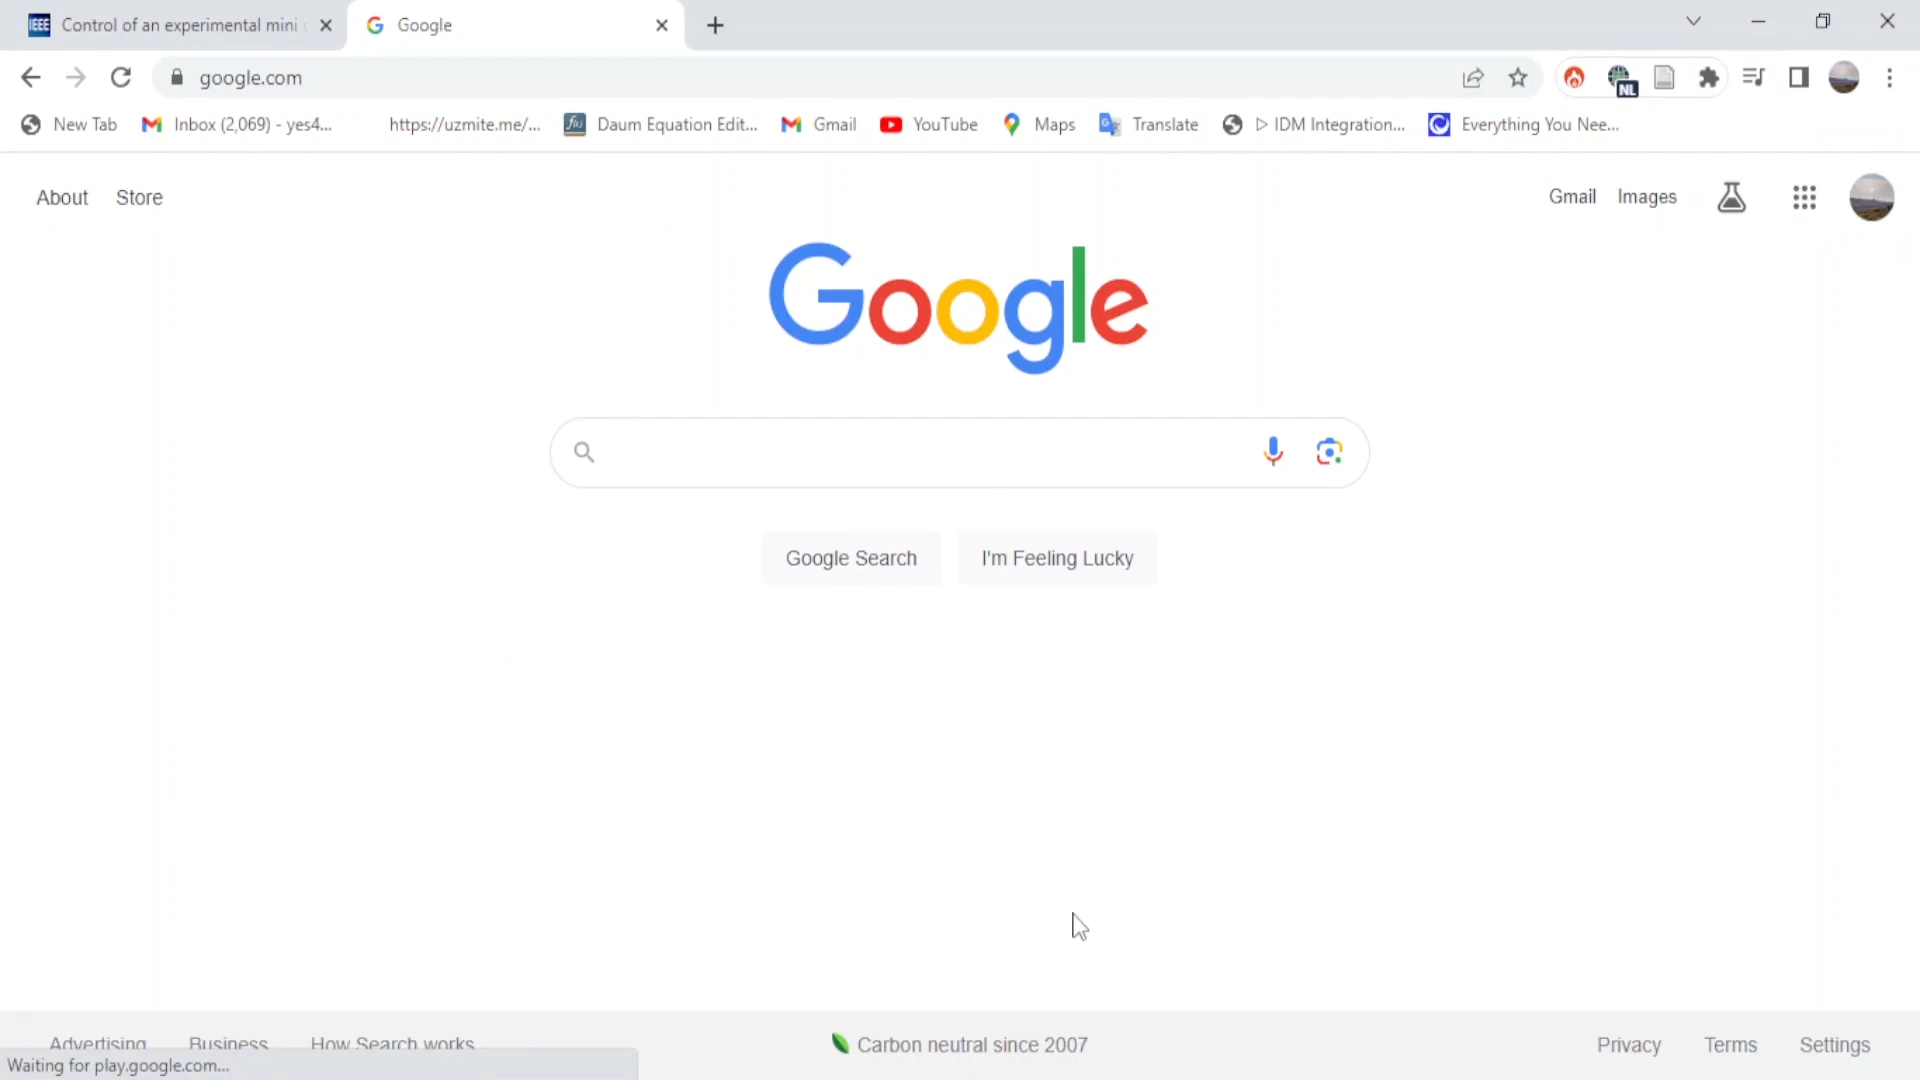 IEEE Control of an experimental mini
Google
google.com
NL
New Tab
Inbox (2,069) - yes4...
https://uzmite.me/...
Daum Equation Edit...
Gmail
YouTube
Maps
Translate
▷ IDM Integration...
Everything You Nee...
About
Store
Gmail
Images
Google
Google Search
I'm Feeling Lucky
Advertising
Business
How Search works
Carbon neutral since 2007
Privacy
Terms
Settings
Waiting for play.google.com...